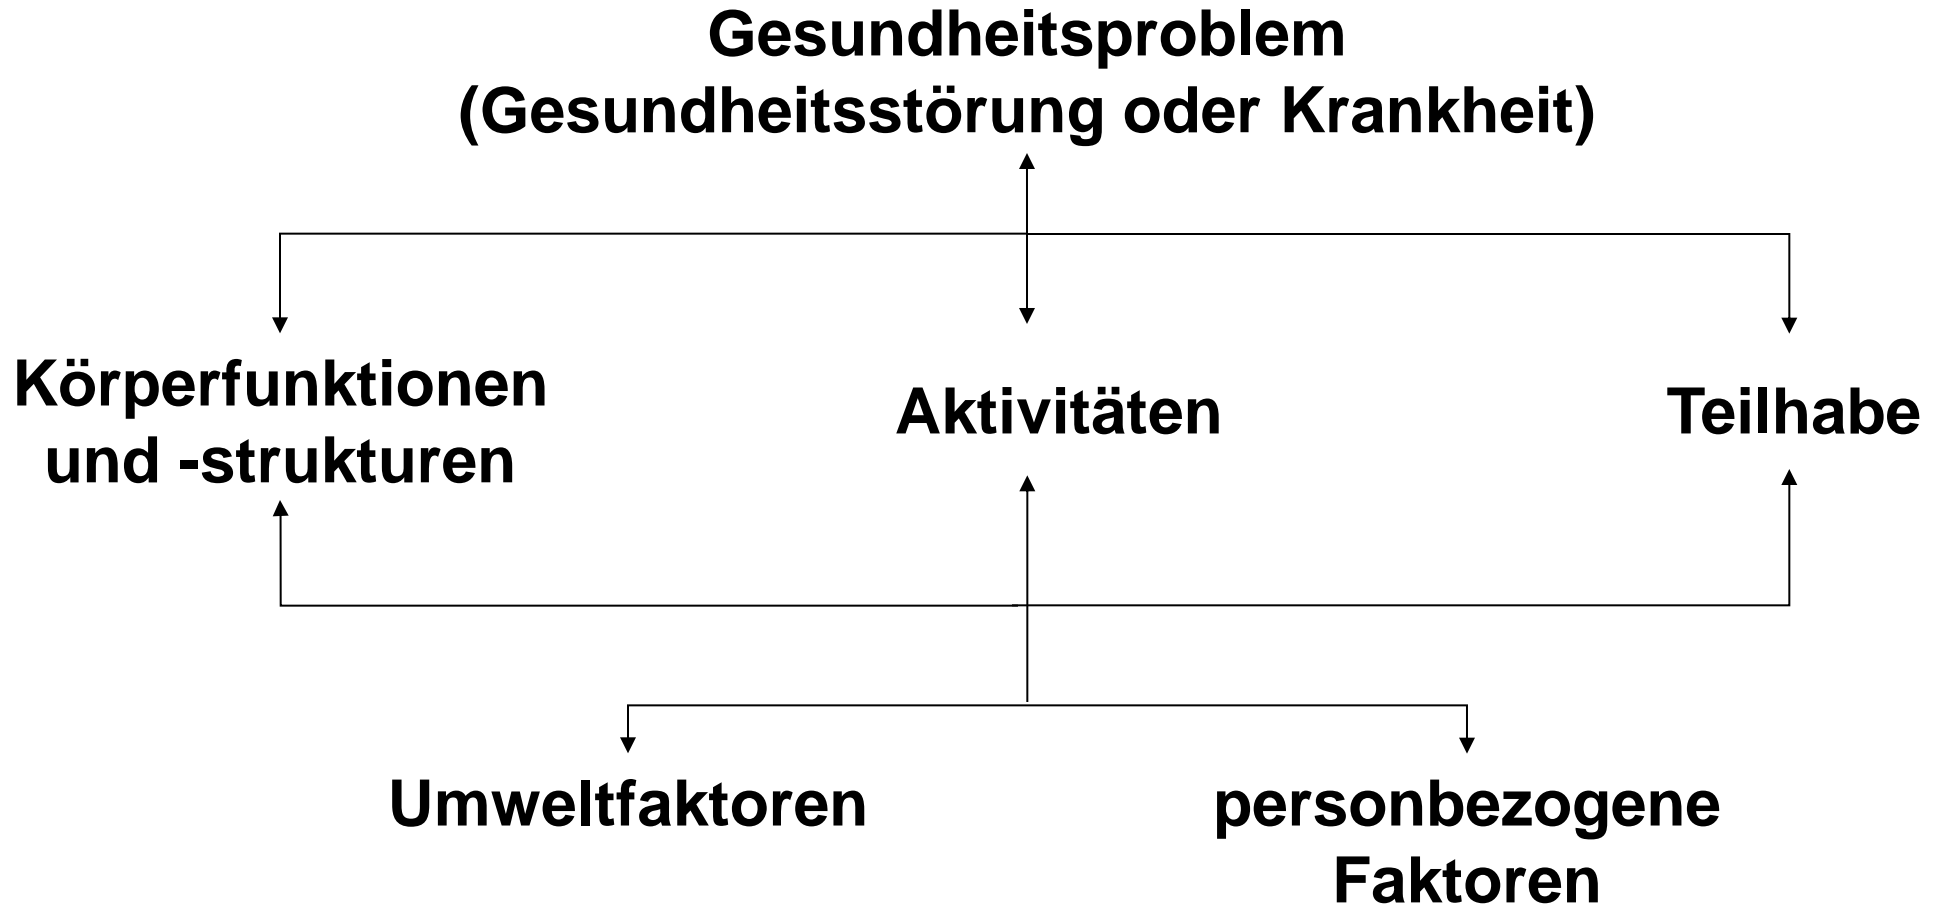 Gesundheitsproblem
(Gesundheitsstörung oder Krankheit)
Körperfunktionen
und -strukturen
Aktivitäten
Teilhabe
Umweltfaktoren
personbezogene
Faktoren